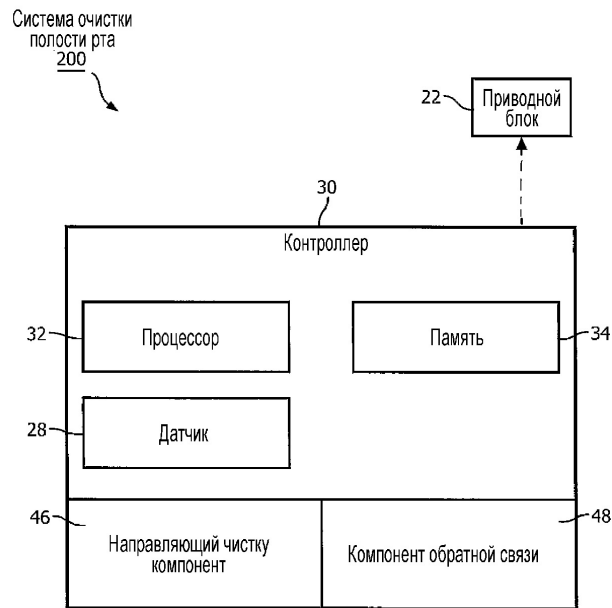 Система очистки
полости рта
200
22
Приводной
блок
30
Контроллер
32
Процессор
Память
34
28
Датчик
46
Направляющий чистку
компонент
Компонент обратной связи
48